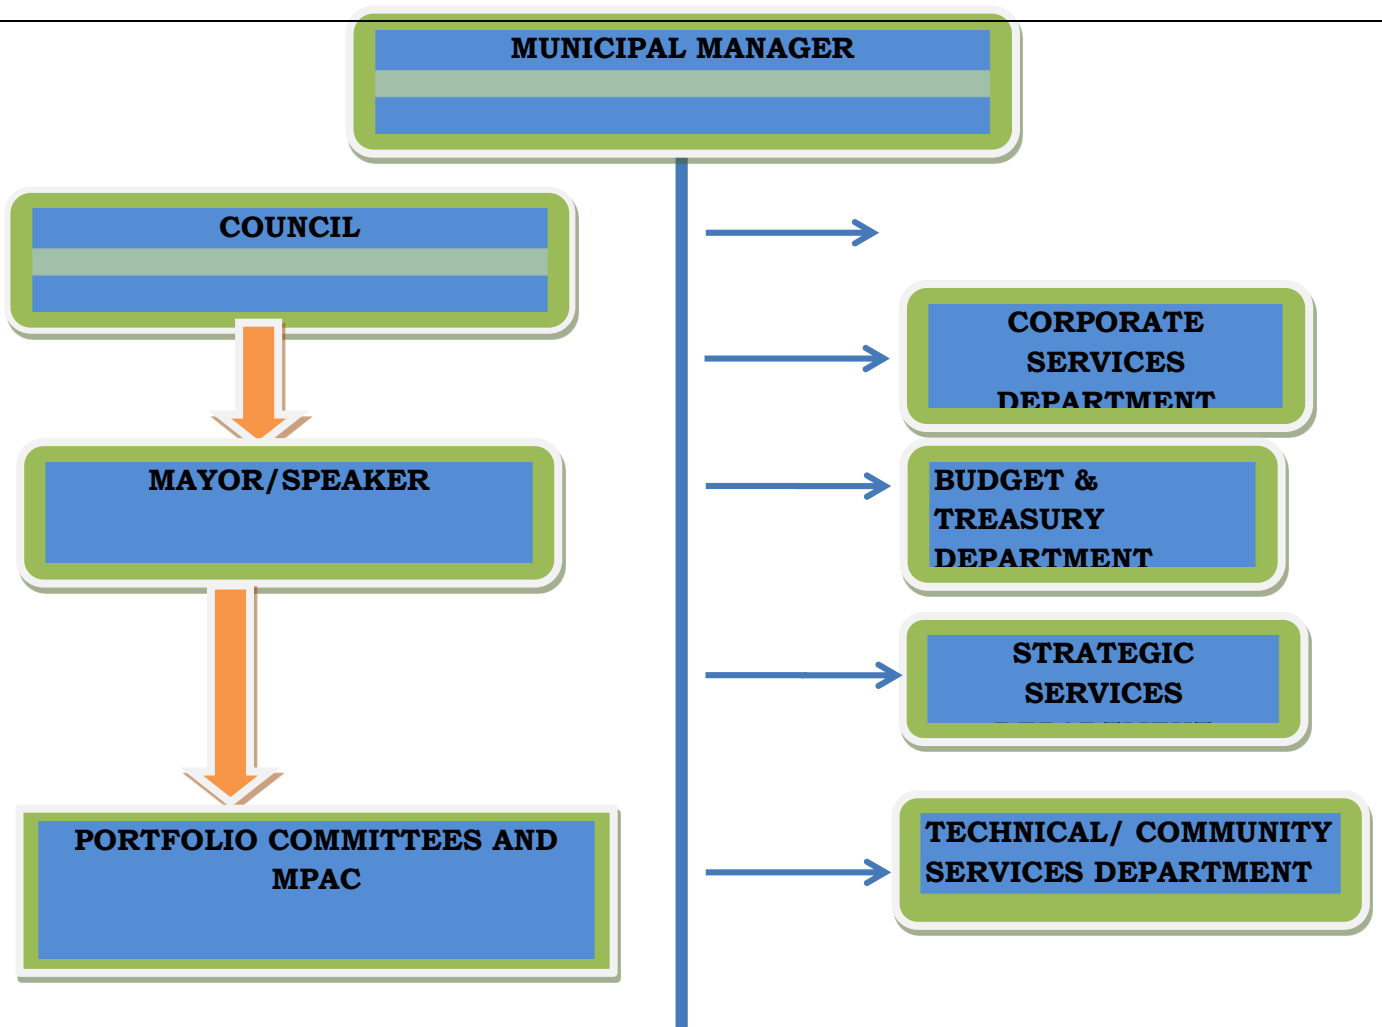 MUNICIPAL MANAGER
COUNCIL
MAYOR/SPEAKER
PORTFOLIO COMMITTEES AND
MPAC
CORPORATE
SERVICES
DEPARTMENT
BUDGET &
TREASURY
DEPARTMENT
STRATEGIC
SERVICES
TECHNICAL/ COMMUNITY
SERVICES DEPARTMENT